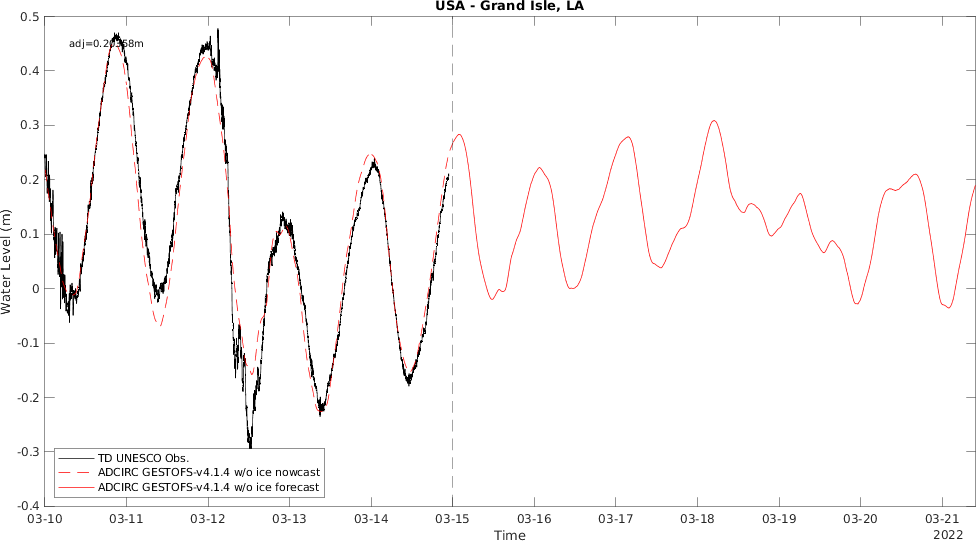 USA - Grand Isle, LA
adj=0.20358m
0.5
0.4
0.3
0.2
0.1
0
-0.1
-0.2
-0.3
-0.4
Water Level (m)
TD UNESCO Obs.
ADCIRC GESTOFS-v4.1.4 w/o ice nowcast
ADCIRC GESTOFS-v4.1.4 w/o ice forecast
03-10 03-11 03-12 03-13 03-14 03-15 03-16 03-17 03-18 03-19 03-20 03-21
Time
2022